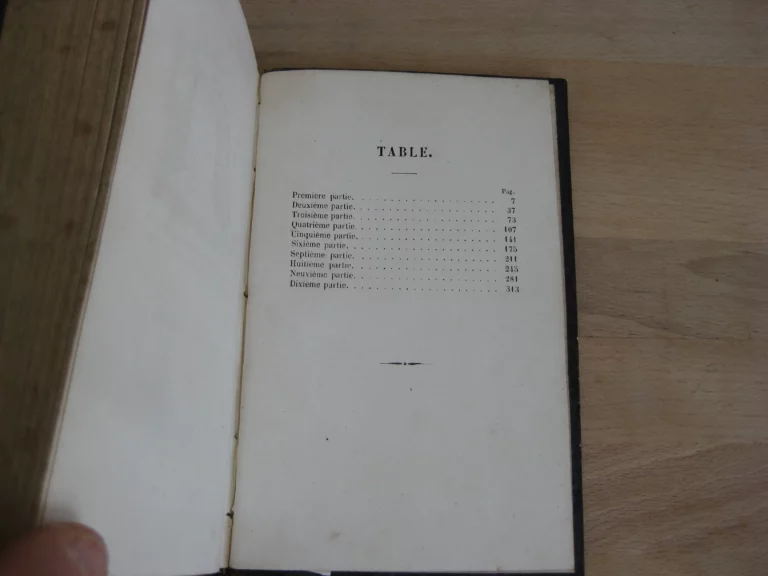 TABLE.
Pag.
Première partie. . . . . . . . . . . . . . . . . . . 7
Deuxième partie. . . . . . . . . . . . . . . . . . . 37
Troisième partie. . . . . . . . . . . . . . . . . . . 73
Quatrième partie. . . . . . . . . . . . . . . . . . . 107
Cinquième partie. . . . . . . . . . . . . . . . . . . 141
Sixième partie. . . . . . . . . . . . . . . . . . . 175
Septième partie. . . . . . . . . . . . . . . . . . . 211
Huitième partie. . . . . . . . . . . . . . . . . . . 245
Neuvième partie. . . . . . . . . . . . . . . . . . . 281
Dixième partie. . . . . . . . . . . . . . . . . . . 313